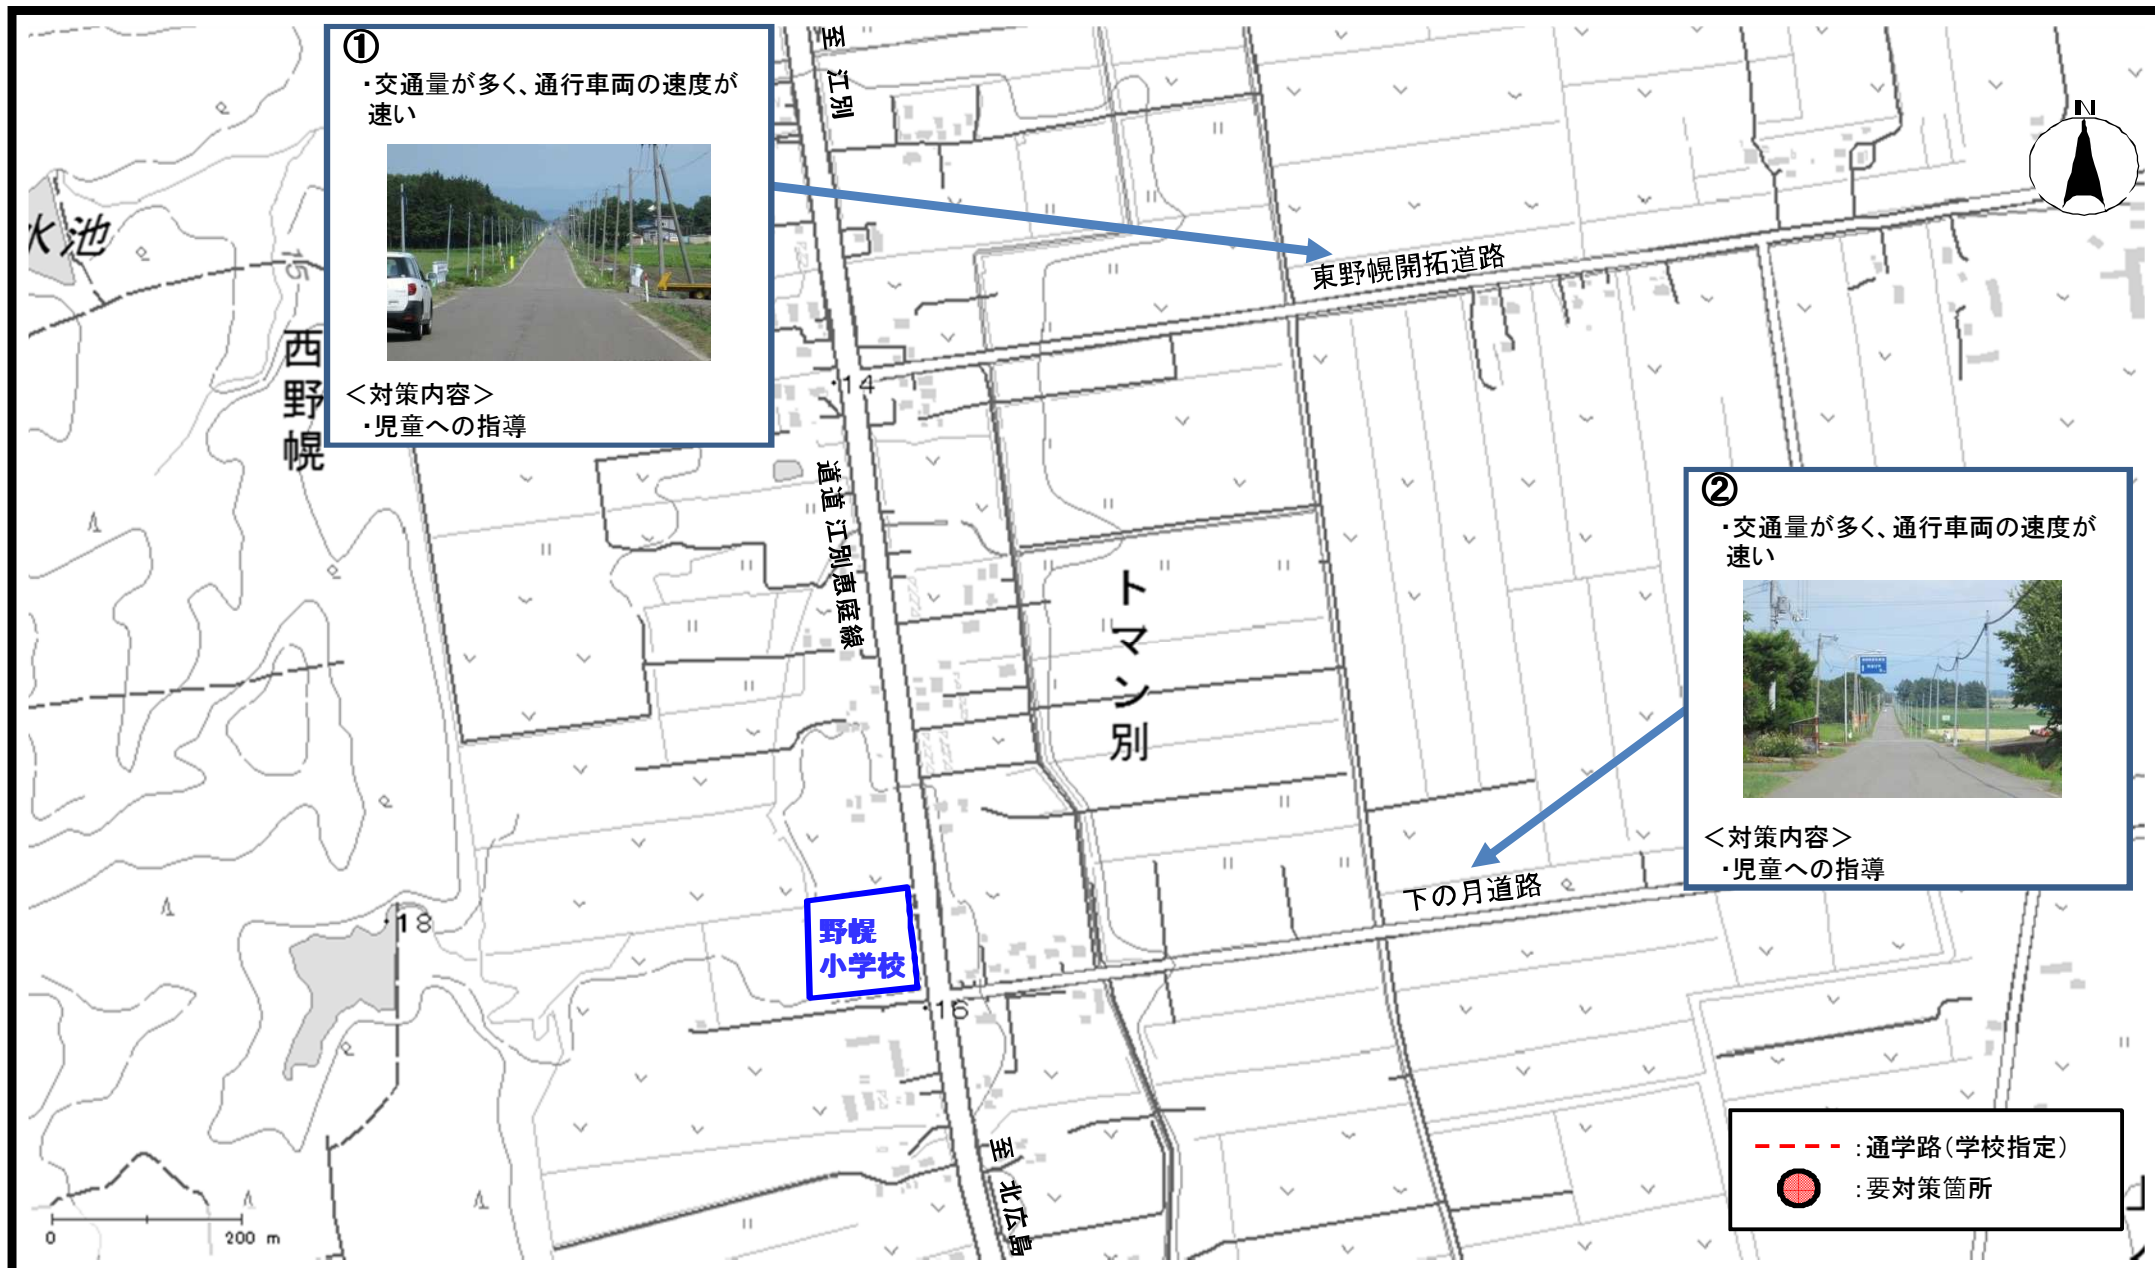 ①
・交通量が多く、通行車両の速度が
速い
＜対策内容＞
・児童への指導
至 江別
N
水池
15
西野幌
東野幌開拓道路
・14
道道 江別恵庭線
トマン別
②
・交通量が多く、通行車両の速度が
速い
＜対策内容＞
・児童への指導
下の月道路
・18
野幌
小学校
・16
至 北広島
：通学路（学校指定）
：要対策箇所
0 200 m